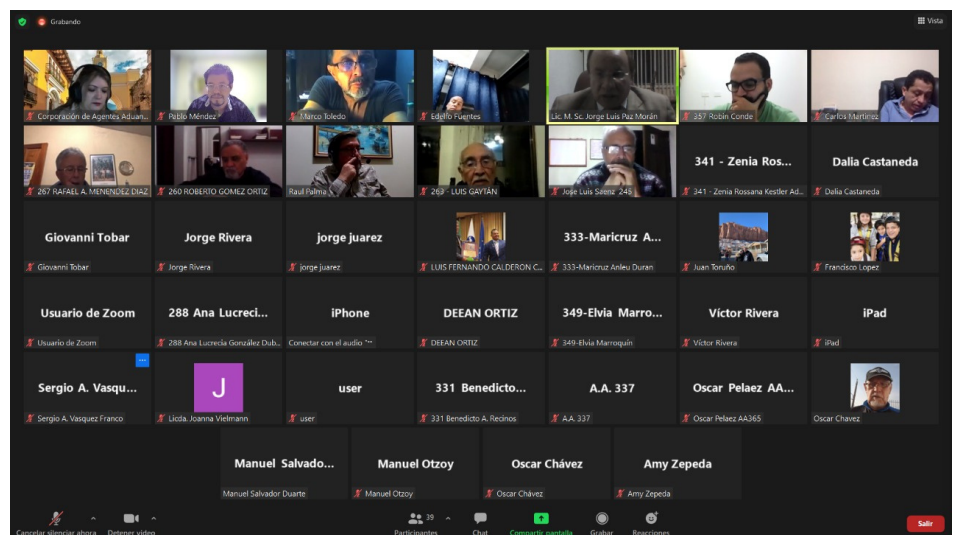 Grabando
Vista
Corporación de Agentes Aduan...
Pablo Méndez
Marco Toledo
Edelfo Fuentes
Lic. M. Sc. Jorge Luis Paz Morán
357 Robin Conde
Carlos Martinez
267 RAFAEL A. MENENDEZ DIAZ
260 ROBERTO GOMEZ ORTIZ
Raul Palma
263 - LUIS GAYTÁN
Jose Luis Saenz 246
341 - Zenia Ros...
341 - Zenia Rossana Kestler Ad...
Dalia Castaneda
Dalia Castaneda
Giovanni Tobar
Giovanni Tobar
Jorge Rivera
Jorge Rivera
jorge juarez
jorge juarez
LUIS FERNANDO CALDERON C...
333-Maricruz A...
333-Maricruz Anleu Duran
Juan Toruño
Francisco Lopez
Usuario de Zoom
Usuario de Zoom
288 Ana Lucreci...
288 Ana Lucrecia González Dub...
iPhone
Conectar con el audio
DEEAN ORTIZ
DEEAN ORTIZ
349-Elvia Marro...
349-Elvia Marroquín
Víctor Rivera
Víctor Rivera
iPad
iPad
Sergio A. Vasqu...
Sergio A. Vasquez Franco
J
Licda. Joanna Vielmann
user
user
331 Benedicto...
331 Benedicto A. Recinos
A.A. 337
A.A. 337
Oscar Pelaez AA...
Oscar Pelaez AA365
Oscar Chavez
Manuel Salvado...
Manuel Salvador Duarte
Manuel Otzoy
Manuel Otzoy
Oscar Chávez
Oscar Chávez
Amy Zepeda
Amy Zepeda
Cancelar silenciar ahora
Detener video
39
Participantes
Chat
Compartir pantalla
Grabar
Reacciones
Salir